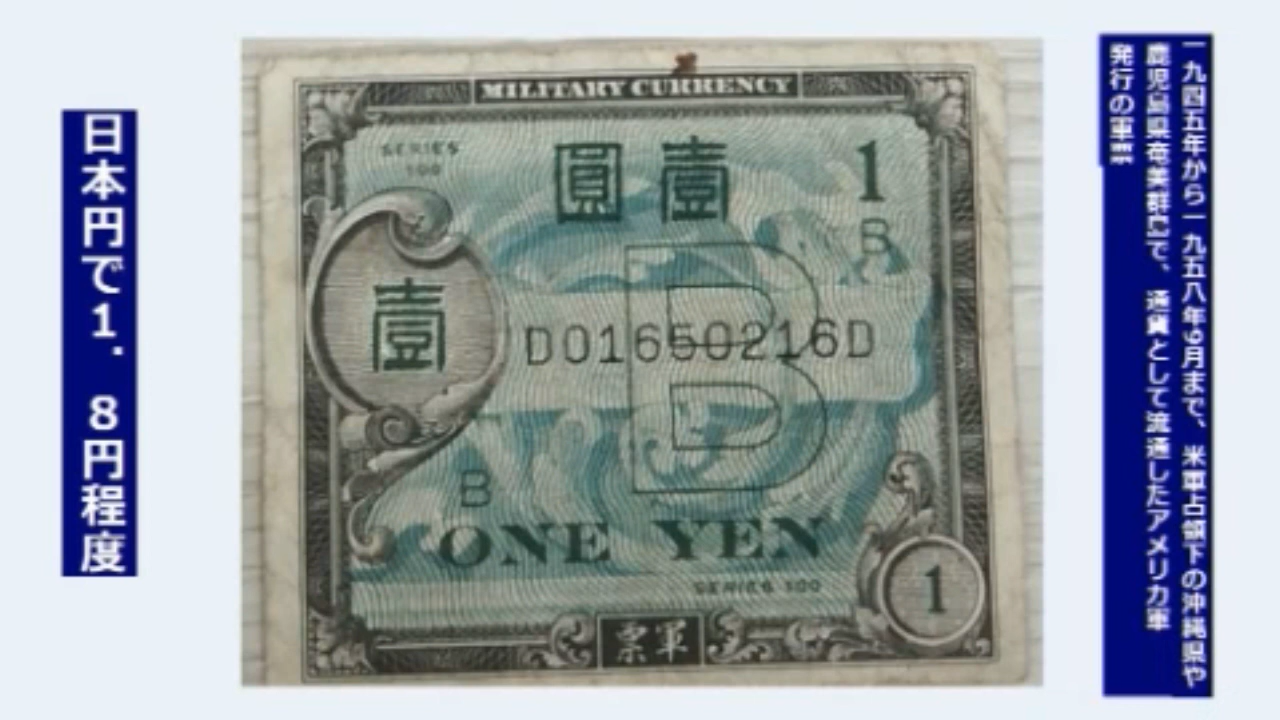 一九四五年から一九五八年9月まで、米軍占領下の沖縄県や
鹿児島県奄美群島で、通貨として流通したアメリカ軍
発行の軍票
MILITARY CURRENCY
SERIES
100
圓壹
1
B
壹
B
D01650216D
B
ONE YEN
SERIES 100
1
票軍
日本円で1.8円程度